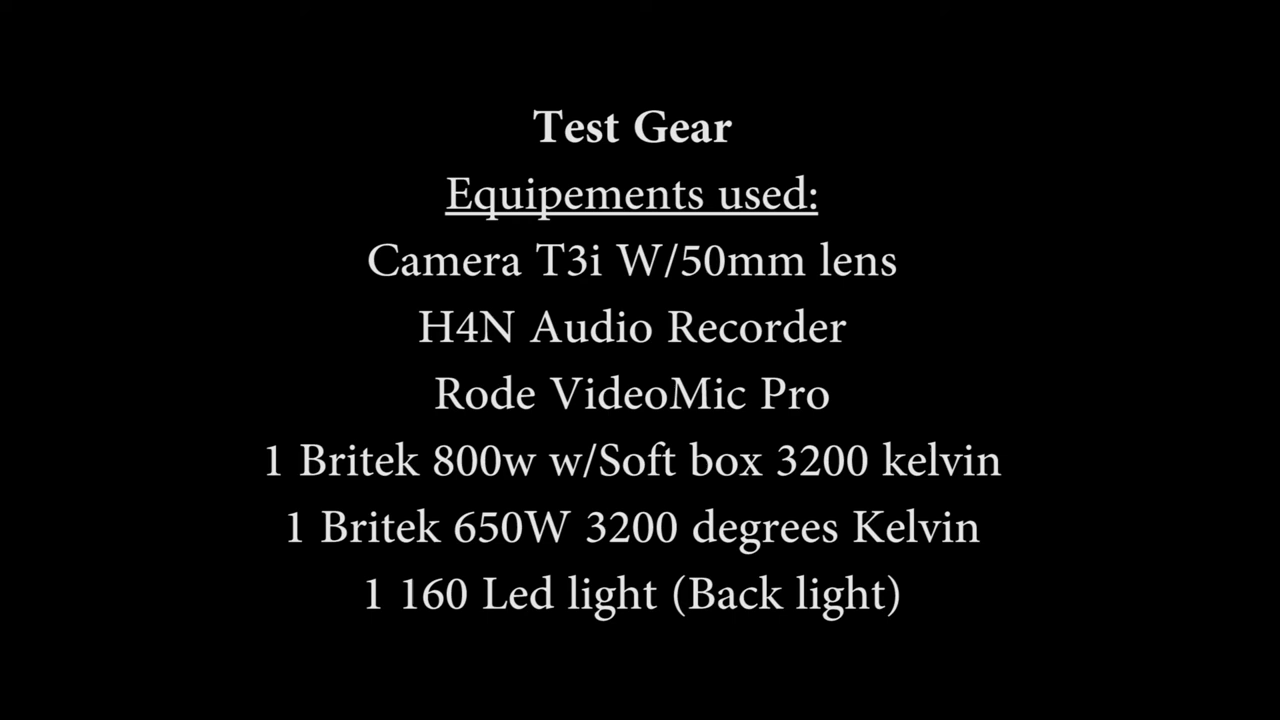 Test Gear
Equipements used:
Camera T3i W/50mm lens
H4N Audio Recorder
Rode VideoMic Pro
1 Britek 800w w/Soft box 3200 kelvin
1 Britek 650W 3200 degrees Kelvin
1 160 Led light (Back light)